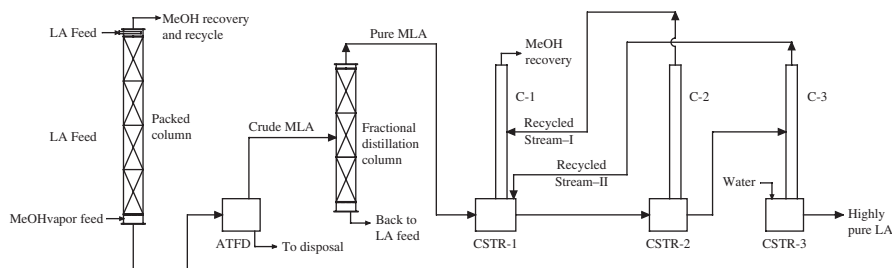 LA Feed
MeOH recovery
and recycle
LA Feed
Packed
column
MeOHvapor feed
Crude MLA
ATFD
To disposal
Pure MLA
Fractional
distillation
column
Back to
LA feed
MeOH
recovery
C-1
Recycled
Stream–I
Recycled
Stream–II
CSTR-1
C-2
CSTR-2
C-3
Water
CSTR-3
Highly
pure LA